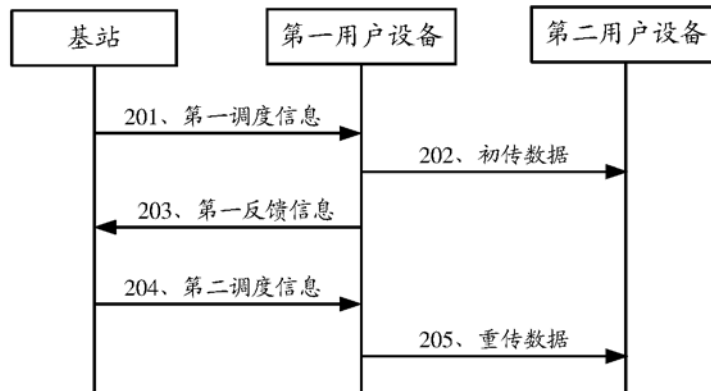 基站
第一用户设备
第二用户设备
201、第一调度信息
202、初传数据
203、第一反馈信息
204、第二调度信息
205、重传数据